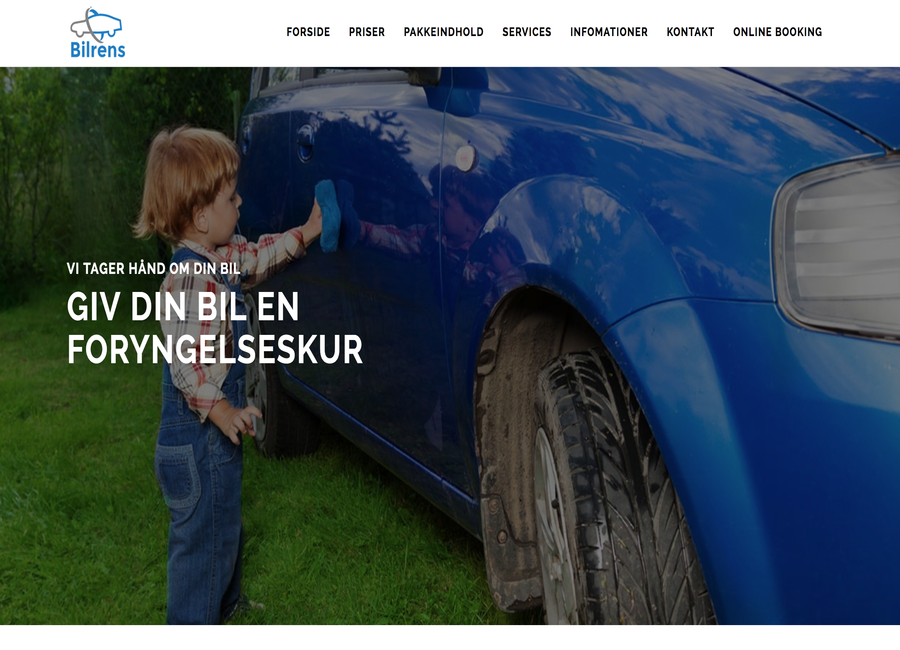 Bilrens
FORSIDE PRISER PAKKEINDHOLD SERVICES INFOMATIONER KONTAKT ONLINE BOOKING
VI TAGER HÅND OM DIN BIL
GIV DIN BIL EN
FORYNGELSESKUR